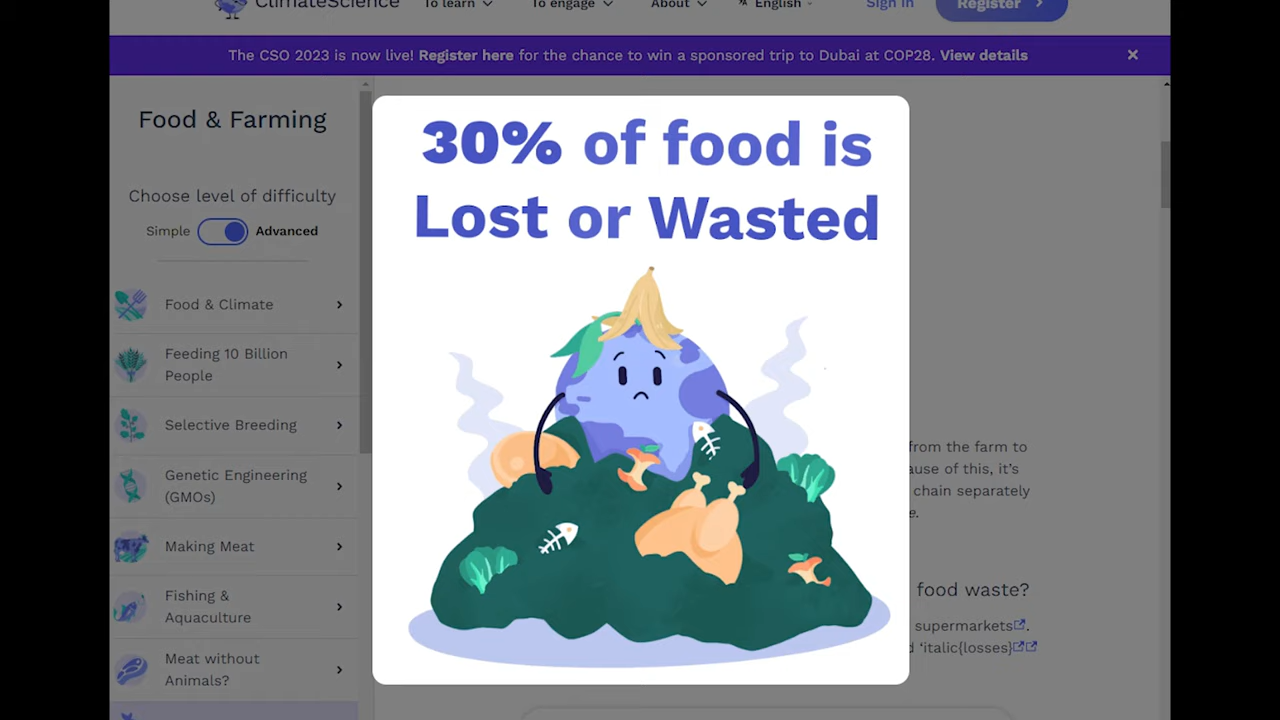 ClimateScience
To learn
To engage
About
English
Sign in
Register
The CSO 2023 is now live! Register here for the chance to win a sponsored trip to Dubai at COP28. View details
Food & Farming
Choose level of difficulty
Simple
Advanced
Food & Climate
Feeding 10 Billion
People
Selective Breeding
Genetic Engineering
(GMOs)
Making Meat
Fishing &
Aquaculture
Meat without
Animals?
30% of food is
Lost or Wasted
from the farm to
ause of this, it's
chain separately
e.
food waste?
supermarkets.
d 'italic{losses}